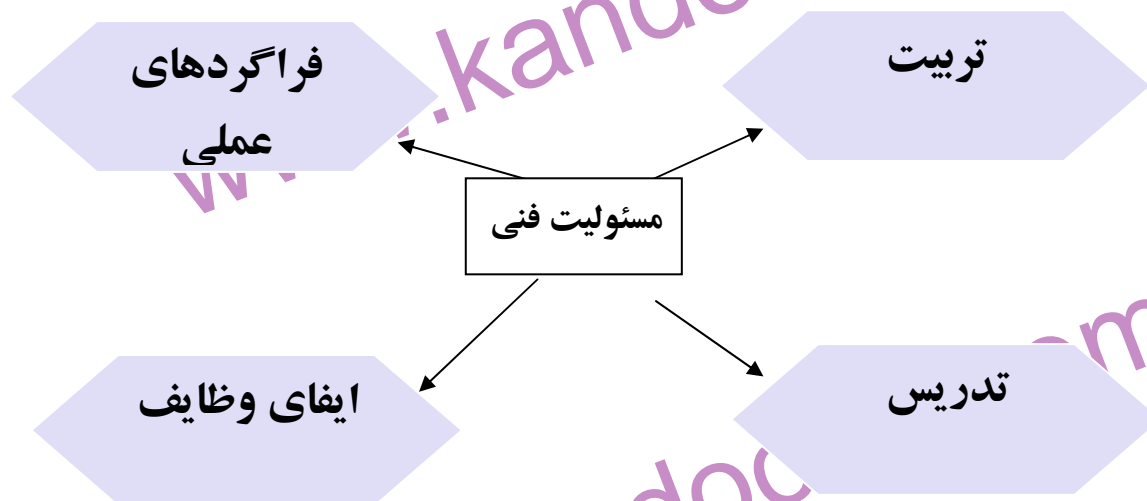 تربیت
فراگردهای
عملی
مسئولیت فنی
تدریس
ایفای وظایف